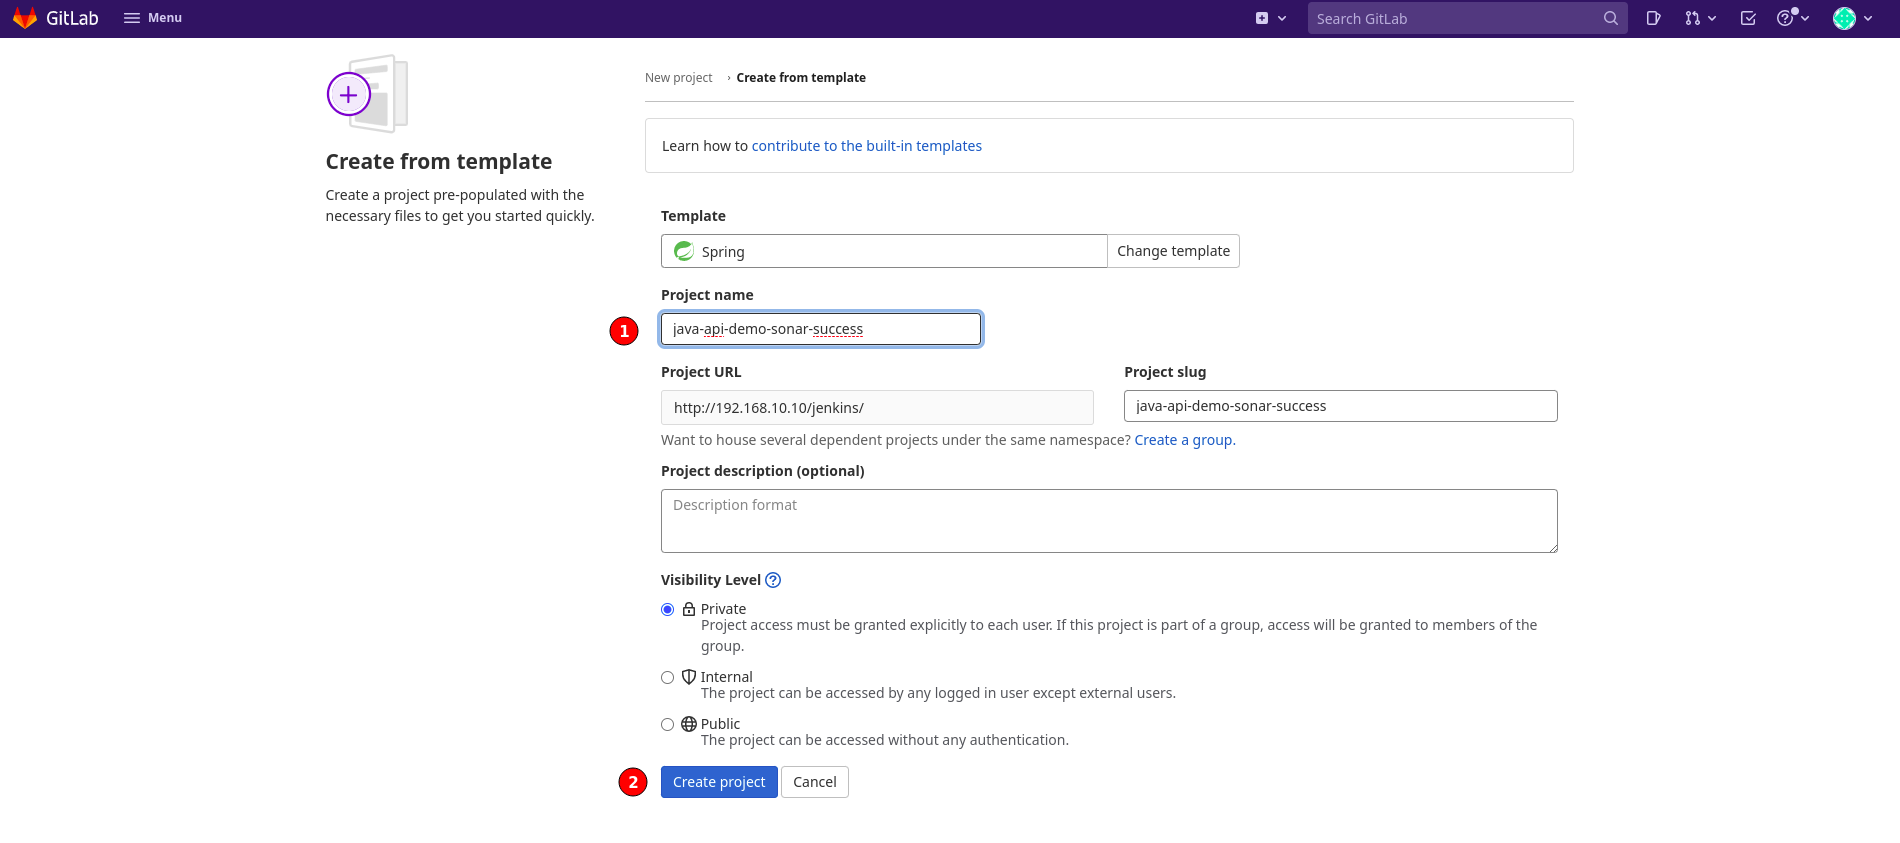 GitLab
Menu
Search GitLab
Create from template
Create a project pre-populated with the
necessary files to get you started quickly.
New project › Create from template
Learn how to contribute to the built-in templates
Template
Spring
Change template
Project name
1
java-api-demo-sonar-success
Project URL
Project slug
http://192.168.10.10/jenkins/
java-api-demo-sonar-success
Want to house several dependent projects under the same namespace? Create a group.
Project description (optional)
Description format
Visibility Level
Private
Project access must be granted explicitly to each user. If this project is part of a group, access will be granted to members of the
group.
Internal
The project can be accessed by any logged in user except external users.
Public
The project can be accessed without any authentication.
2
Create project
Cancel